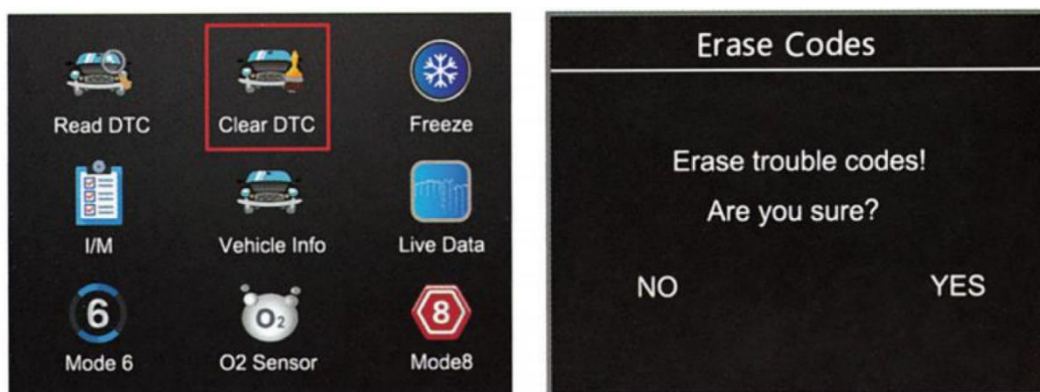 Read DTC
Clear DTC
Freeze
I/M
Vehicle Info
Live Data
6
O2
8
Mode 6
O2 Sensor
Mode8
Erase Codes
Erase trouble codes!
Are you sure?
NO
YES